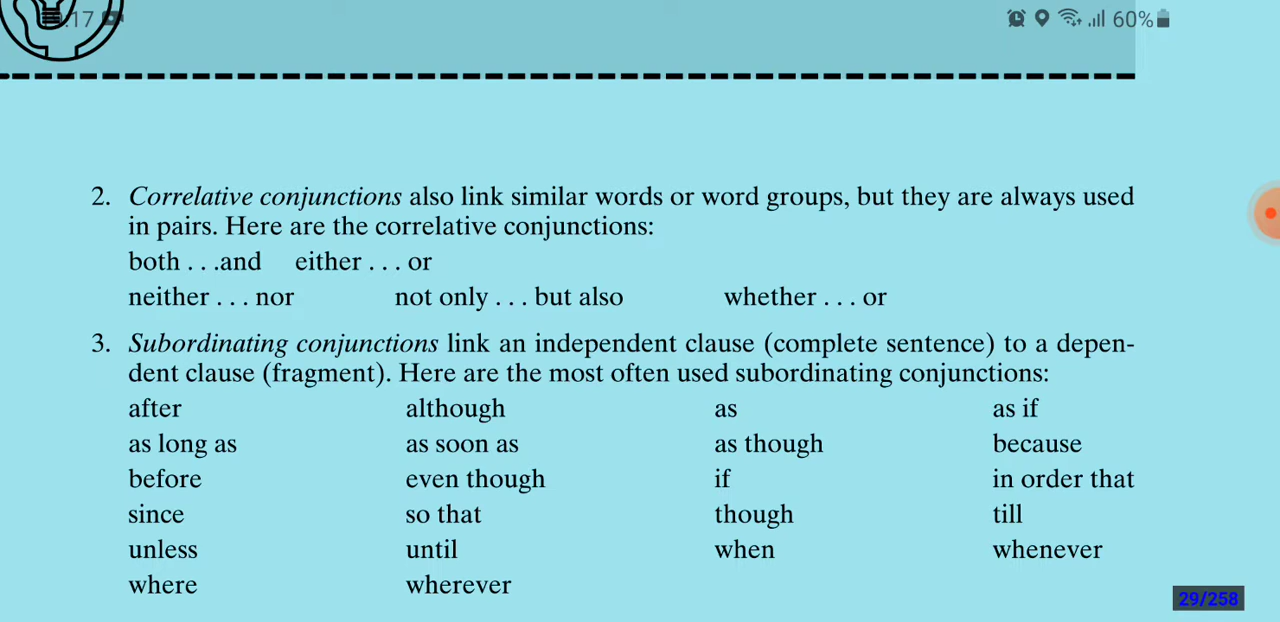 :17
60%
2. Correlative conjunctions also link similar words or word groups, but they are always used
in pairs. Here are the correlative conjunctions:
both . . .and either . . . or
neither . . . nor not only . . . but also whether . . . or
3. Subordinating conjunctions link an independent clause (complete sentence) to a depen-
dent clause (fragment). Here are the most often used subordinating conjunctions:
after although as as if
as long as as soon as as though because
before even though if in order that
since so that though till
unless until when whenever
where wherever
29/258